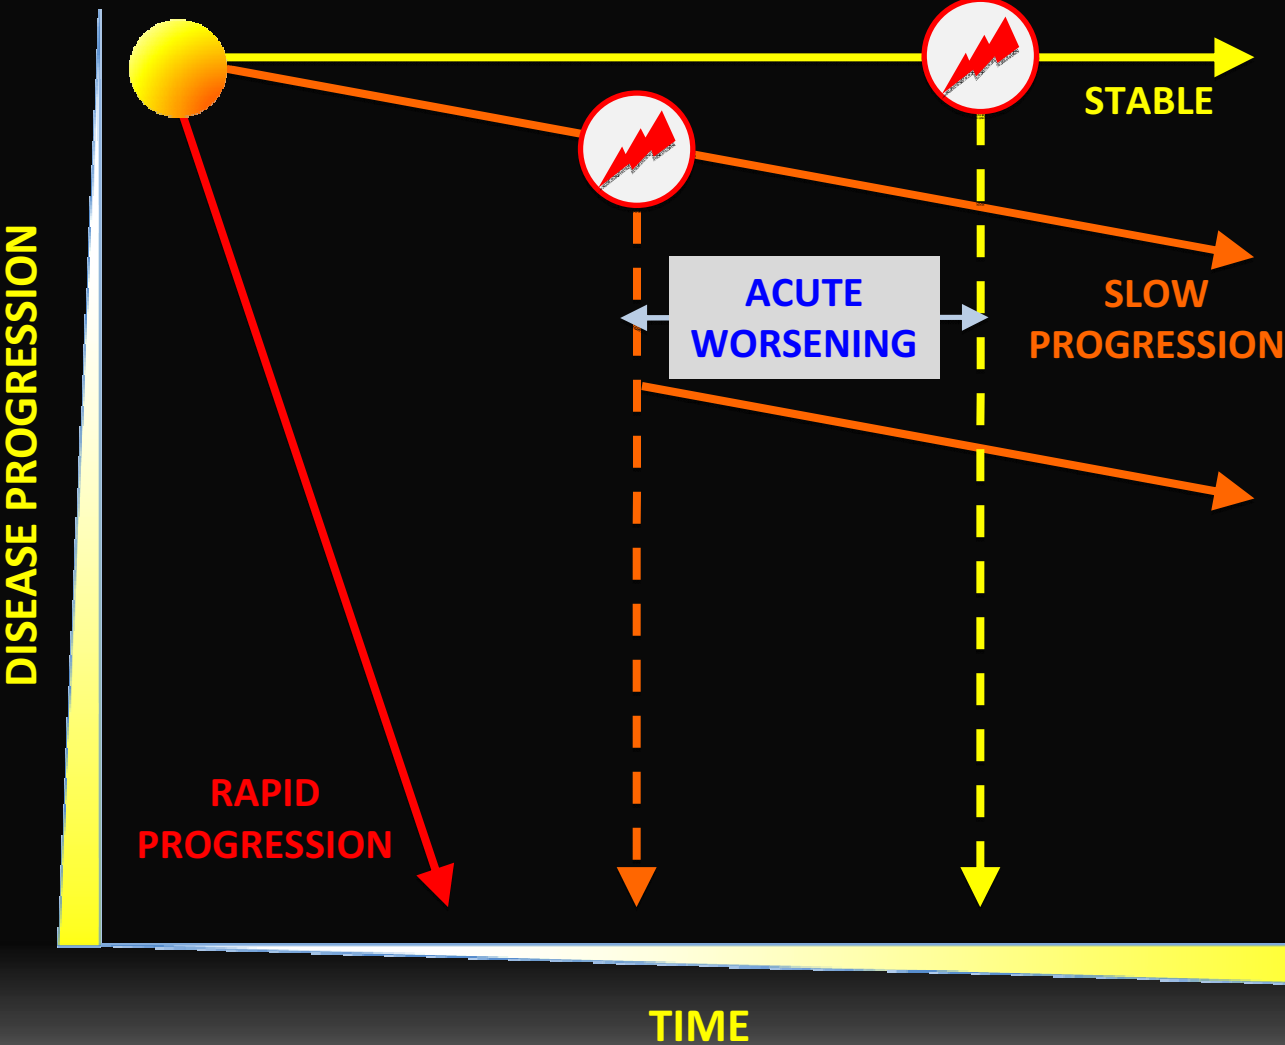 STABLE
ACUTE
WORSENING
SLOW
PROGRESSION
DISEASE PROGRESSION
RAPID
PROGRESSION
TIME